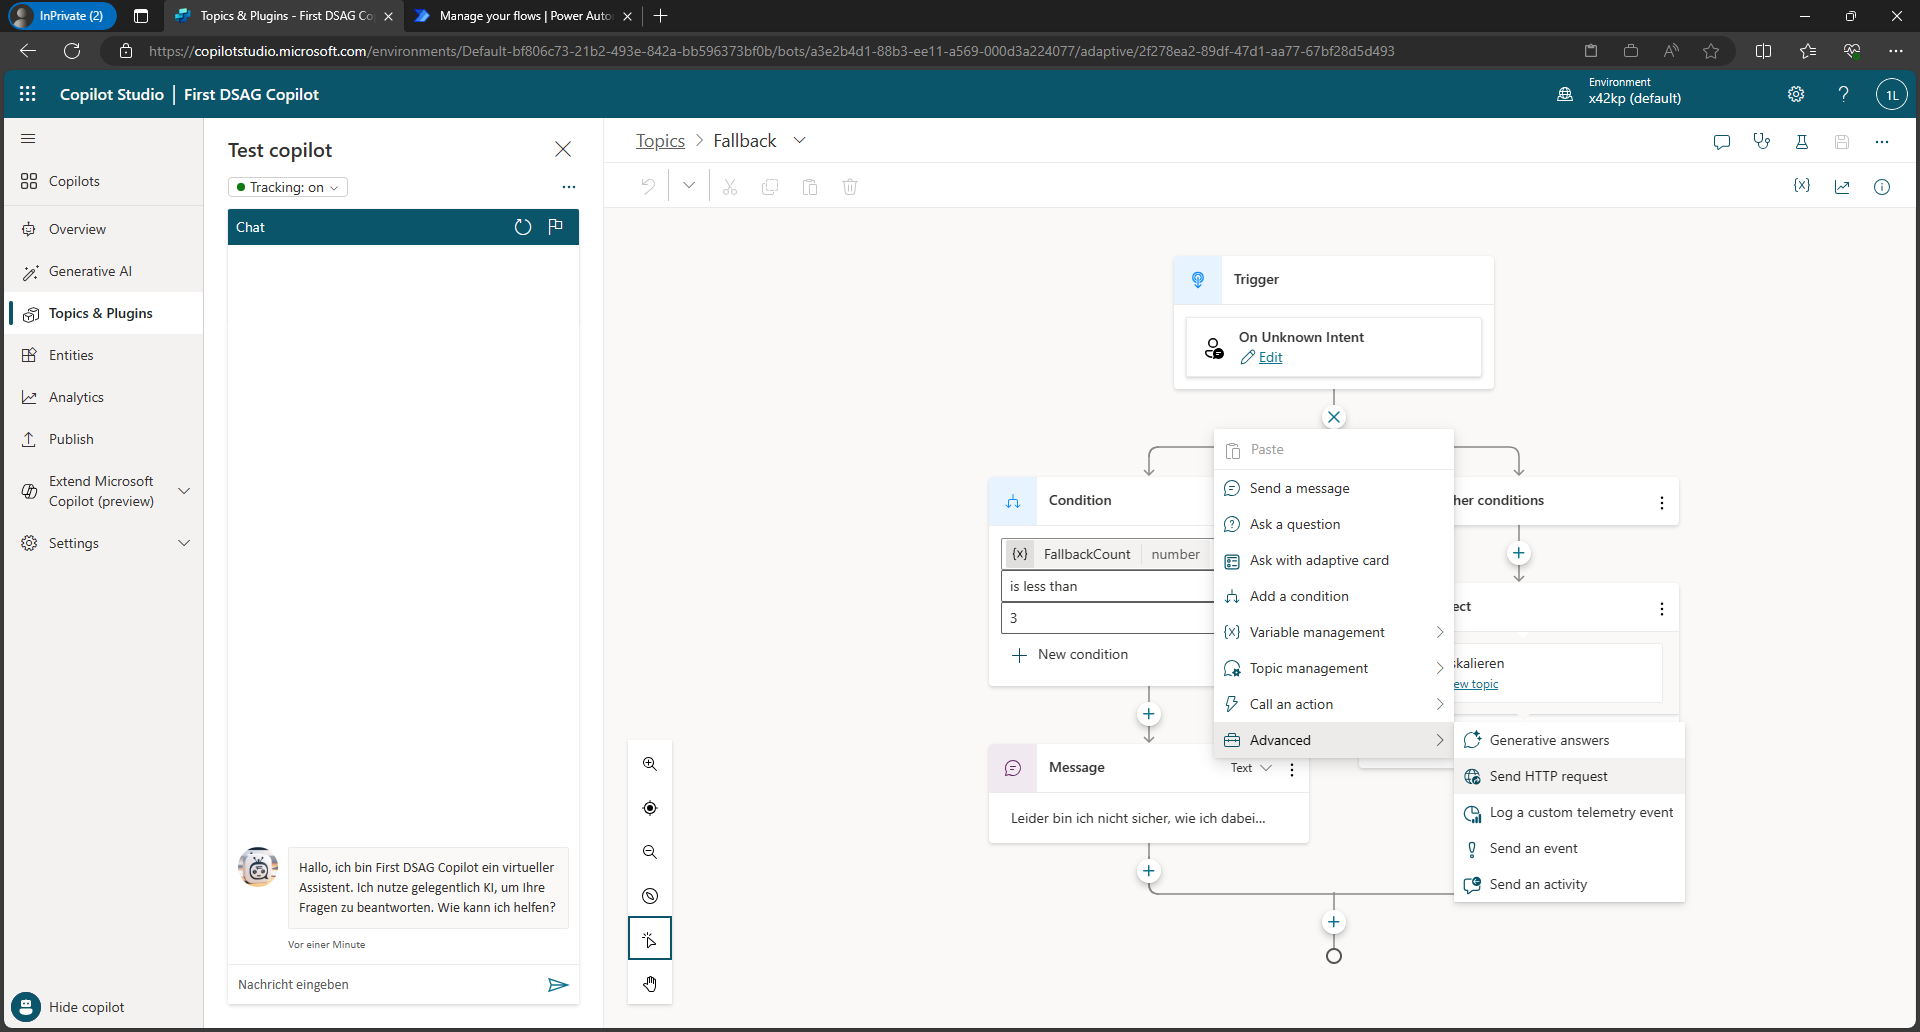 InPrivate (2)
Topics & Plugins - First DSAG Co
Manage your flows | Power Auto
https://copilotstudio.microsoft.com/environments/Default-bf806c73-21b2-493e-842a-bb596373bf0b/bots/a3e2b4d1-88b3-ee11-a569-000d3a224077/adaptive/2f278ea2-89df-47d1-aa77-67bf28d5d493
Copilot Studio | First DSAG Copilot
Environment
x42kp (default)
?
1L
Copilots
Overview
Generative AI
Topics & Plugins
Entities
Analytics
Publish
Extend Microsoft
Copilot (preview)
Settings
Hide copilot
Test copilot
Tracking: on
Chat
Hallo, ich bin First DSAG Copilot ein virtueller
Assistent. Ich nutze gelegentlich KI, um Ihre
Fragen zu beantworten. Wie kann ich helfen?
Vor einer Minute
Nachricht eingeben
Topics > Fallback
{x}
Trigger
On Unknown Intent
Edit
Condition
{x} FallbackCount number
is less than
3
New condition
Message
Text
Leider bin ich nicht sicher, wie ich dabei...
Paste
Send a message
Ask a question
Ask with adaptive card
Add a condition
{x} Variable management
Topic management
Call an action
Advanced
her conditions
ect
skalieren
ew topic
Generative answers
Send HTTP request
Log a custom telemetry event
Send an event
Send an activity